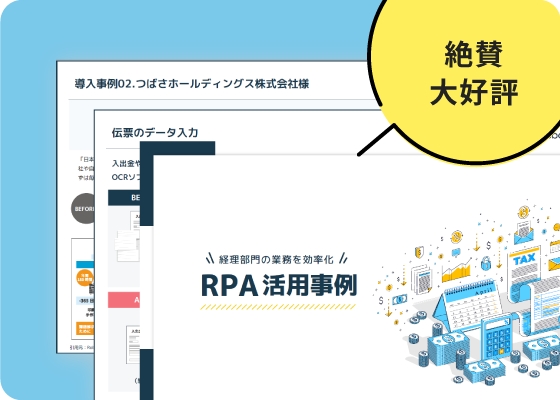 絶賛
大好評
導入事例02.つばさホールディングス株式会社様
伝票のデータ入力
入出金や
OCRソフ
「日本
社や自
ずは毎
BEFOR
BE
A
＼ 経理部門の業務を効率化 ／
RPA活用事例
TAX